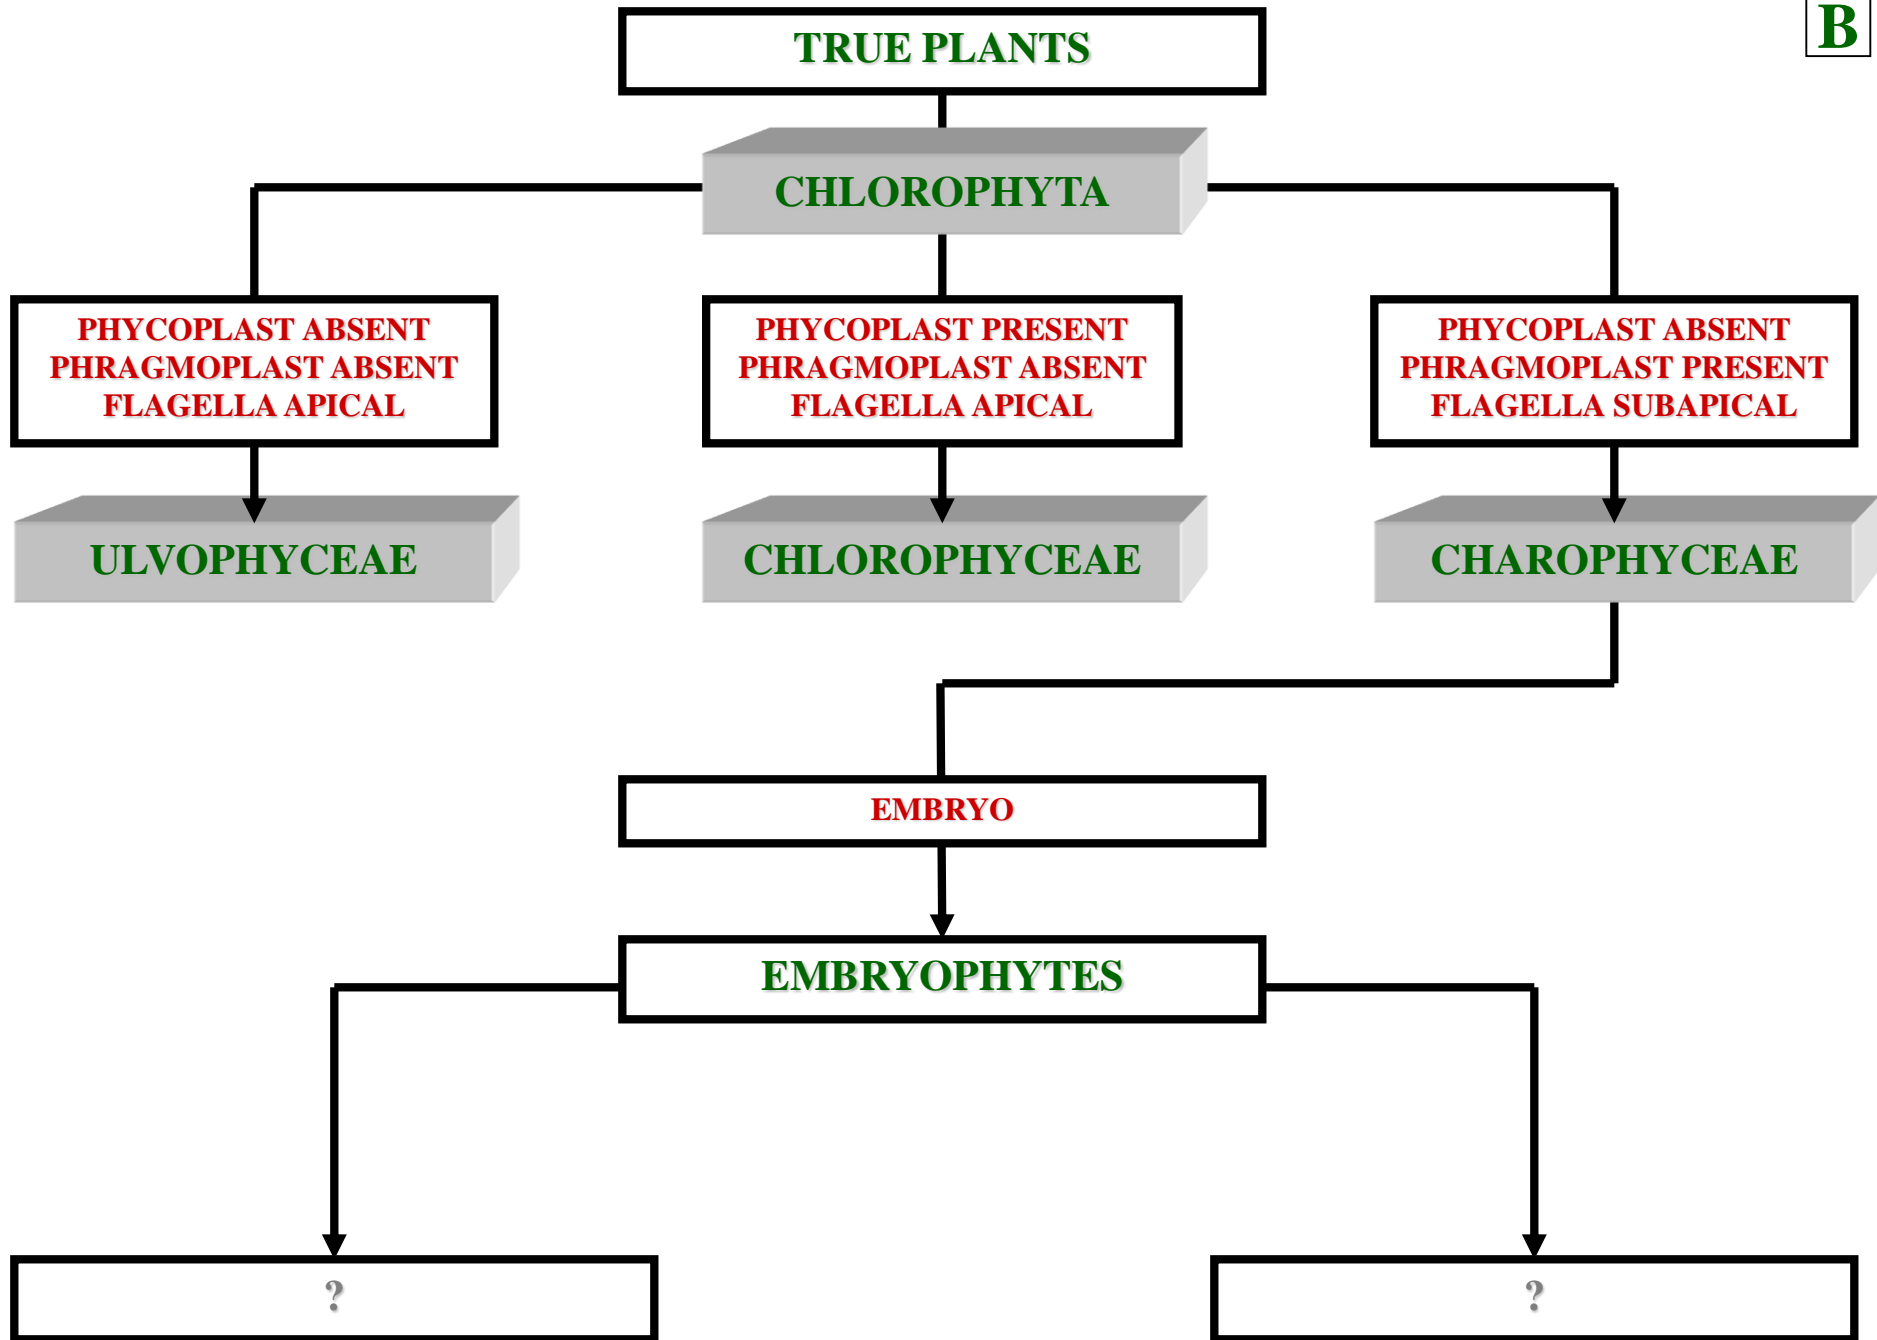 B
TRUE PLANTS
CHLOROPHYTA
PHYCOPLAST ABSENT
PHRAGMOPLAST ABSENT
FLAGELLA APICAL
PHYCOPLAST PRESENT
PHRAGMOPLAST ABSENT
FLAGELLA APICAL
PHYCOPLAST ABSENT
PHRAGMOPLAST PRESENT
FLAGELLA SUBAPICAL
ULVOPHYCEAE
CHLOROPHYCEAE
CHAROPHYCEAE
EMBRYO
EMBRYOPHYTES
?
?